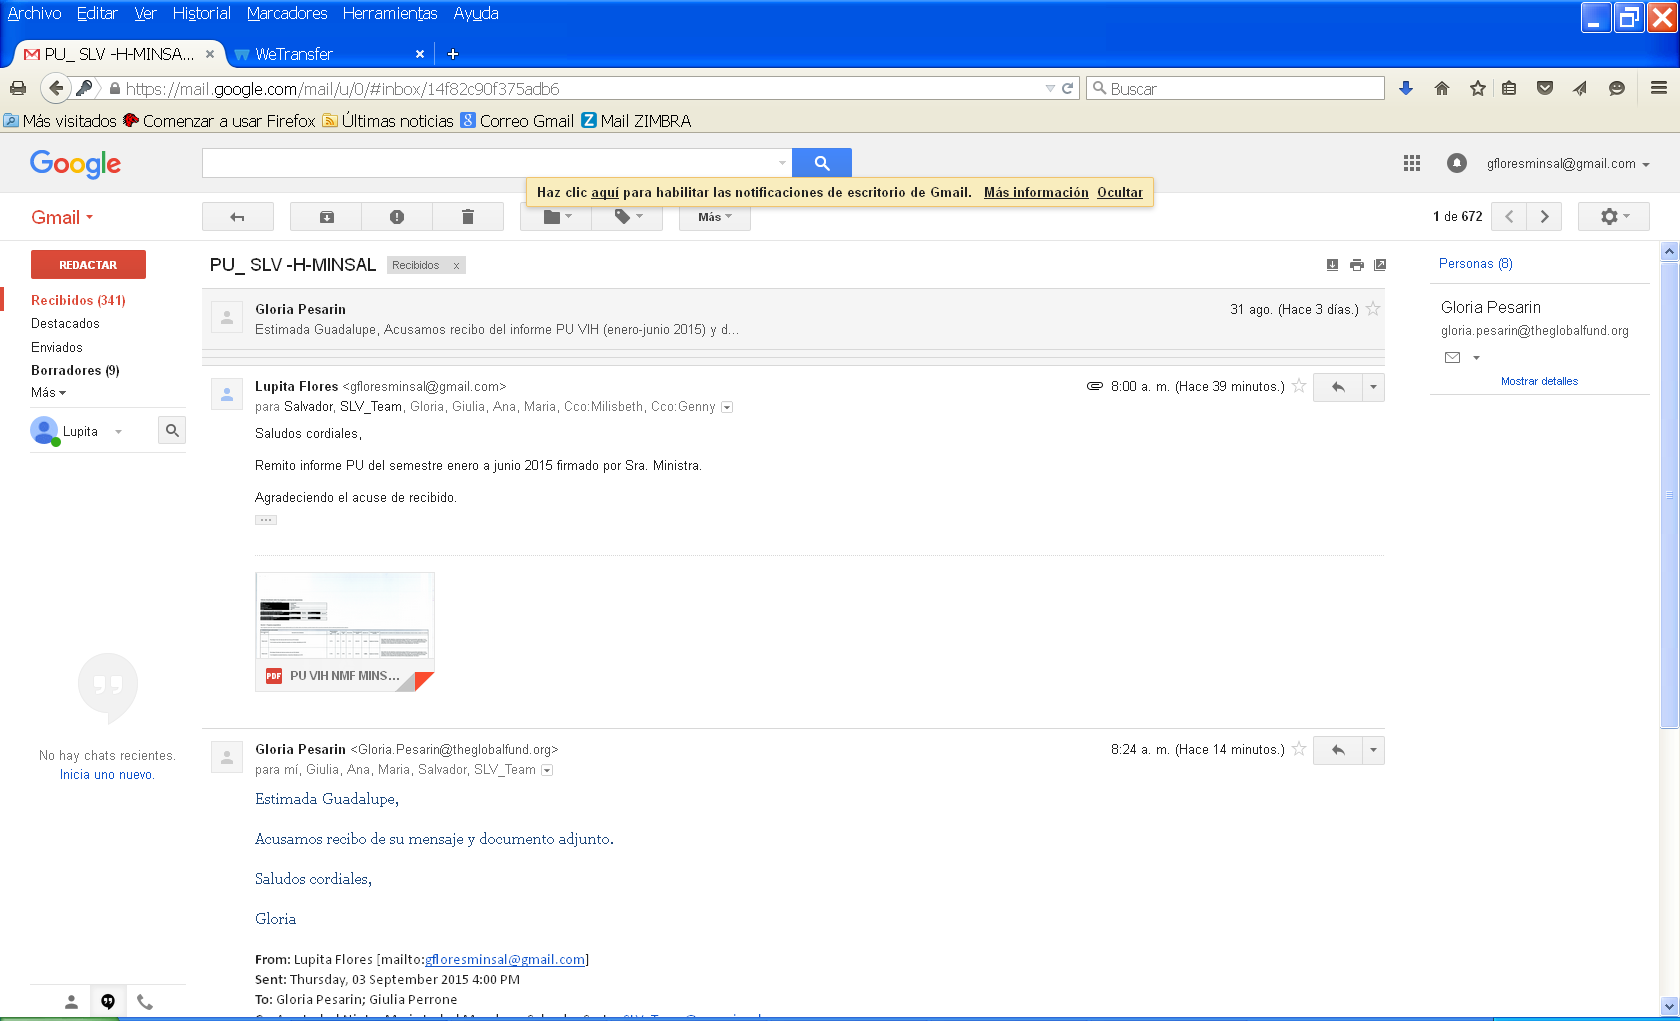 Archivo Editar Ver Historial Marcadores Herramientas Ayuda
PU_ SLV -H-MINSA... × WeTransfer × +
https://mail.google.com/mail/u/0/#inbox/14f82c90f375adb6 Buscar
Más visitados Comenzar a usar Firefox Últimas noticias Correo Gmail Mail ZIMBRA
Google gfloresminsal@gmail.com
Haz clic aquí para habilitar las notificaciones de escritorio de Gmail. Más información Ocultar
Gmail Más 1 de 672
REDACTAR
Recibidos (341)
Destacados
Enviados
Borradores (9)
Más
Lupita
No hay chats recientes.
Inicia uno nuevo.
PU_ SLV -H-MINSAL Recibidos x
Gloria Pesarin 31 ago. (Hace 3 días.)
Estimada Guadalupe, Acusamos recibo del informe PU VIH (enero-junio 2015) y d...
Lupita Flores <gfloresminsal@gmail.com> 8:00 a. m. (Hace 39 minutos.)
para Salvador, SLV_Team, Gloria, Giulia, Ana, Maria, Cco:Milisbeth, Cco:Genny
Saludos cordiales,
Remito informe PU del semestre enero a junio 2015 firmado por Sra. Ministra.
Agradeciendo el acuse de recibido.
...
PDF PU VIH NMF MINS...
Gloria Pesarin <Gloria.Pesarin@theglobalfund.org> 8:24 a. m. (Hace 14 minutos.)
para mí, Giulia, Ana, Maria, Salvador, SLV_Team
Estimada Guadalupe,
Acusamos recibo de su mensaje y documento adjunto.
Saludos cordiales,
Gloria
From: Lupita Flores [mailto:gfloresminsal@gmail.com]
Sent: Thursday, 03 September 2015 4:00 PM
To: Gloria Pesarin; Giulia Perrone
Personas (8)
Gloria Pesarin
gloria.pesarin@theglobalfund.org
Mostrar detalles